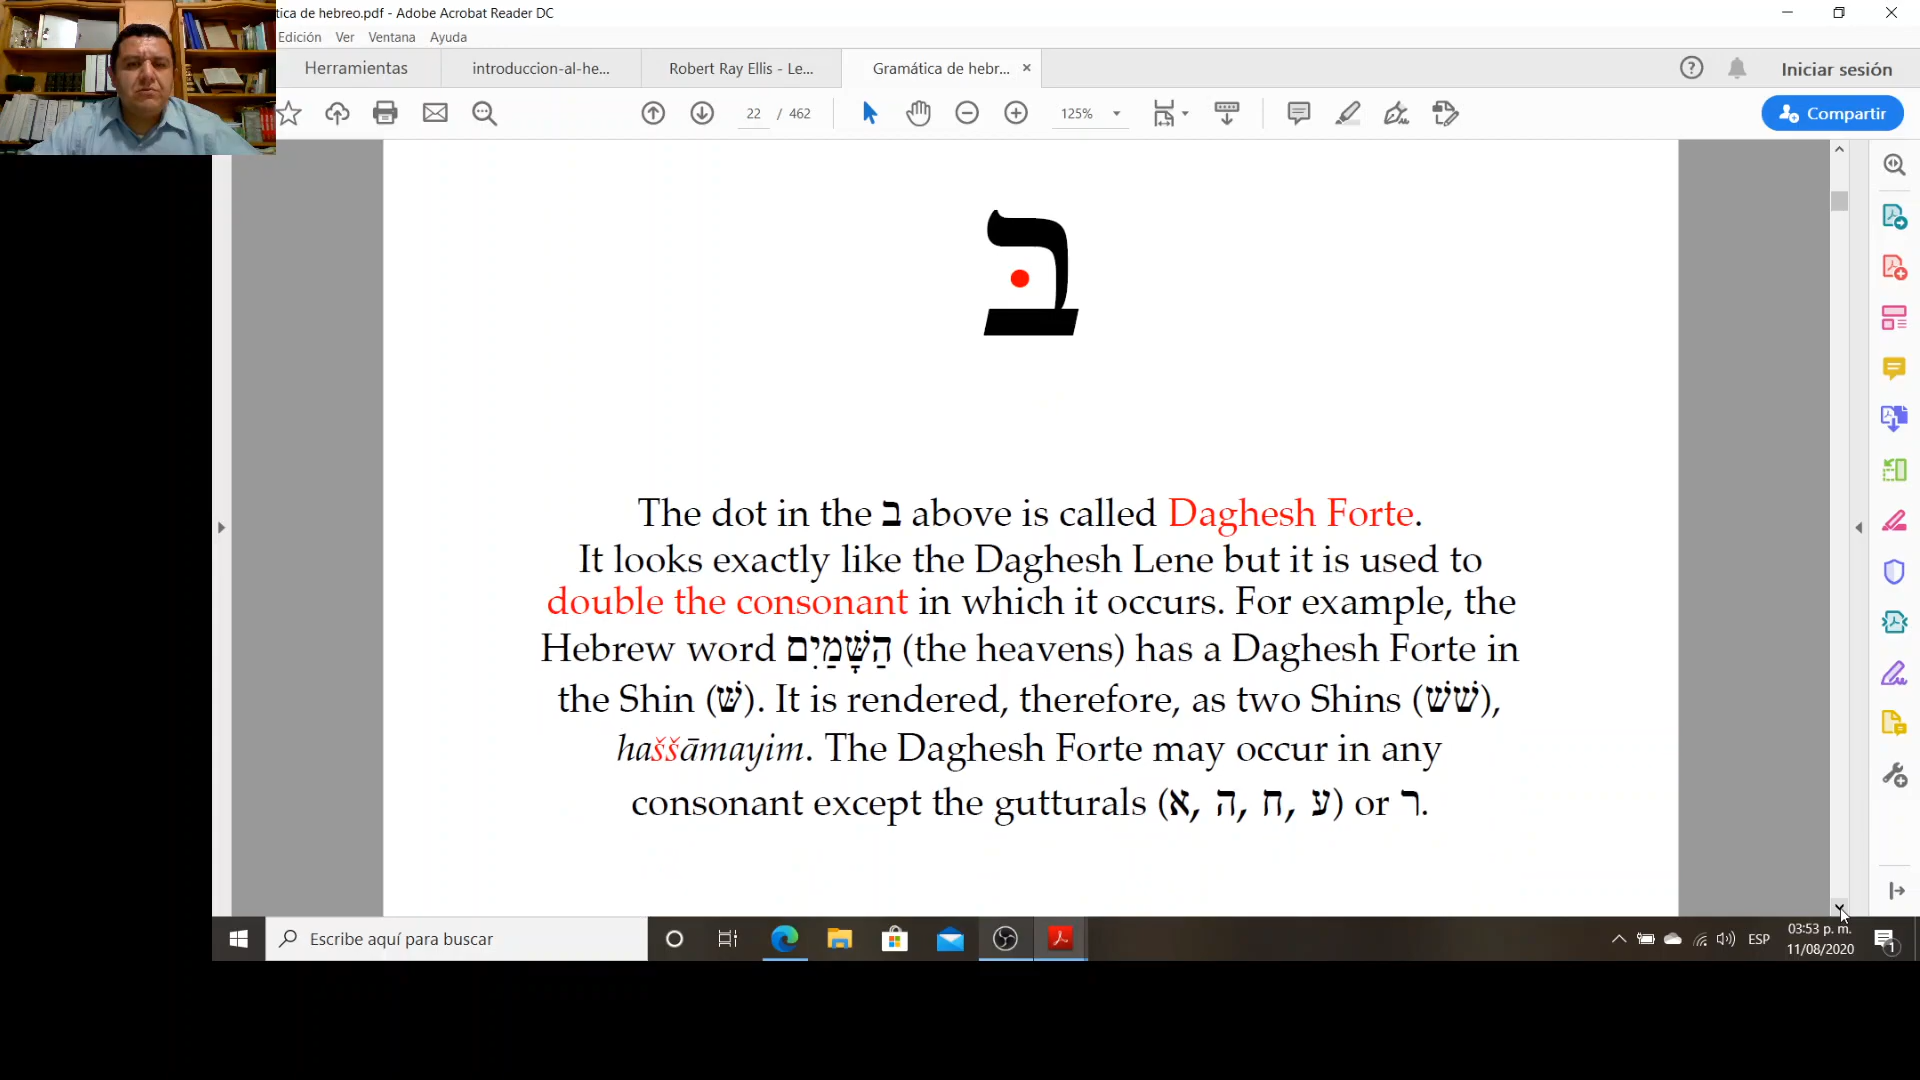 tica de hebreo.pdf - Adobe Acrobat Reader DC
Edición Ver Ventana Ayuda
Herramientas introduccion-al-he... Robert Ray Ellis - Le... Gramática de hebr... × Iniciar sesión
22 / 462 125% Compartir
בּ
The dot in the ב above is called Daghesh Forte.
It looks exactly like the Daghesh Lene but it is used to
double the consonant in which it occurs. For example, the
Hebrew word הַשָּׁמַיִם (the heavens) has a Daghesh Forte in
the Shin (שּׁ). It is rendered, therefore, as two Shins (שׁשׁ),
haššāmayim. The Daghesh Forte may occur in any
consonant except the gutturals (א, ה, ח, ע) or ר.
Escribe aquí para buscar ESP 03:53 p. m.
11/08/2020 1